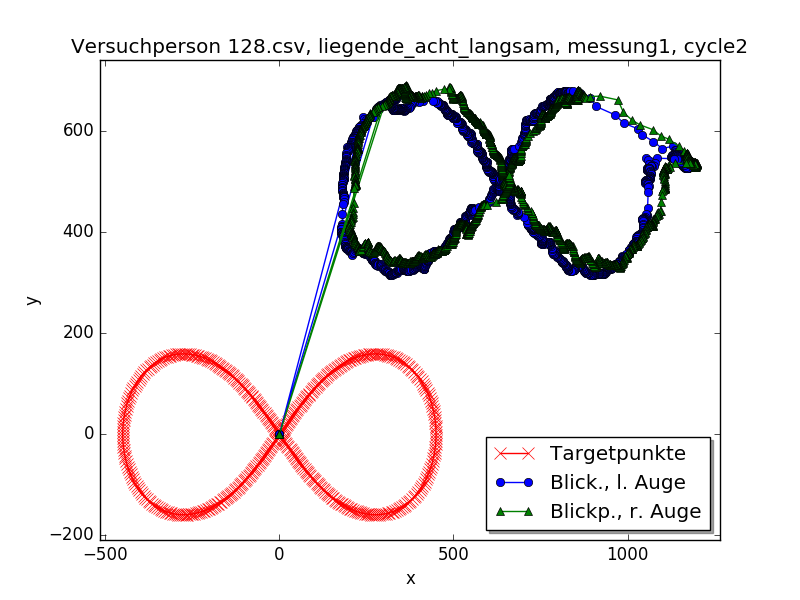 Versuchperson 128.csv, liegende_acht_langsam, messung1, cycle2
600
400
200
0
−200
y
−500
0
500
1000
x
Targetpunkte
Blick., l. Auge
Blickp., r. Auge